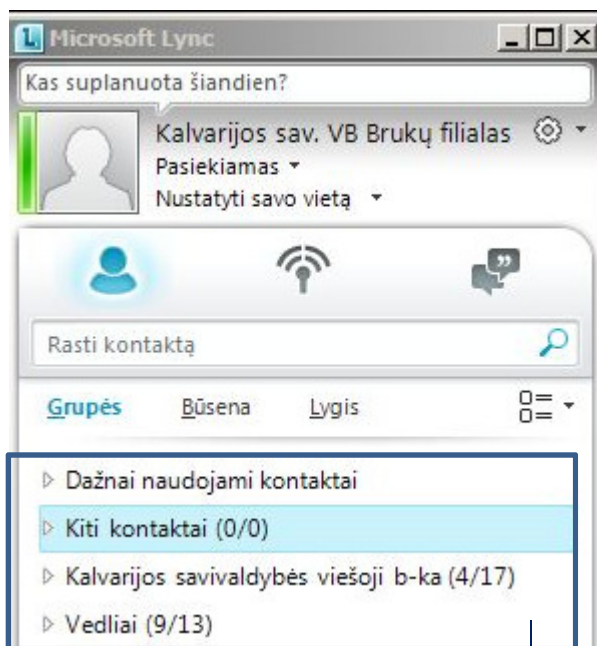 Microsoft Lync
Kas suplanuota šiandien?
Kalvarijos sav. VB Brukų filialas
Pasiekiamas
Nustatyti savo vietą
Rasti kontaktą
Grupės Būsena Lygis
Dažnai naudojami kontaktai
Kiti kontaktai (0/0)
Kalvarijos savivaldybės viešoji b-ka (4/17)
Vedliai (9/13)